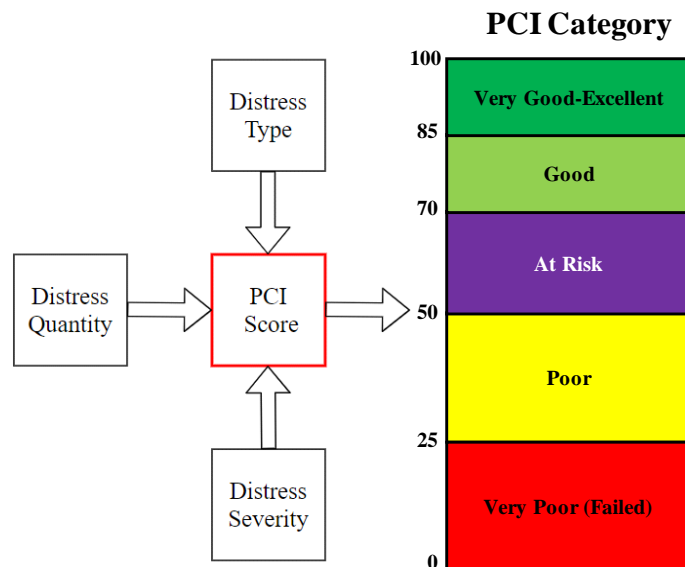 PCI Category
100
Very Good-Excellent
85
Good
70
At Risk
50
Poor
25
Very Poor (Failed)
0
Distress
Type
Distress
Quantity
PCI
Score
Distress
Severity